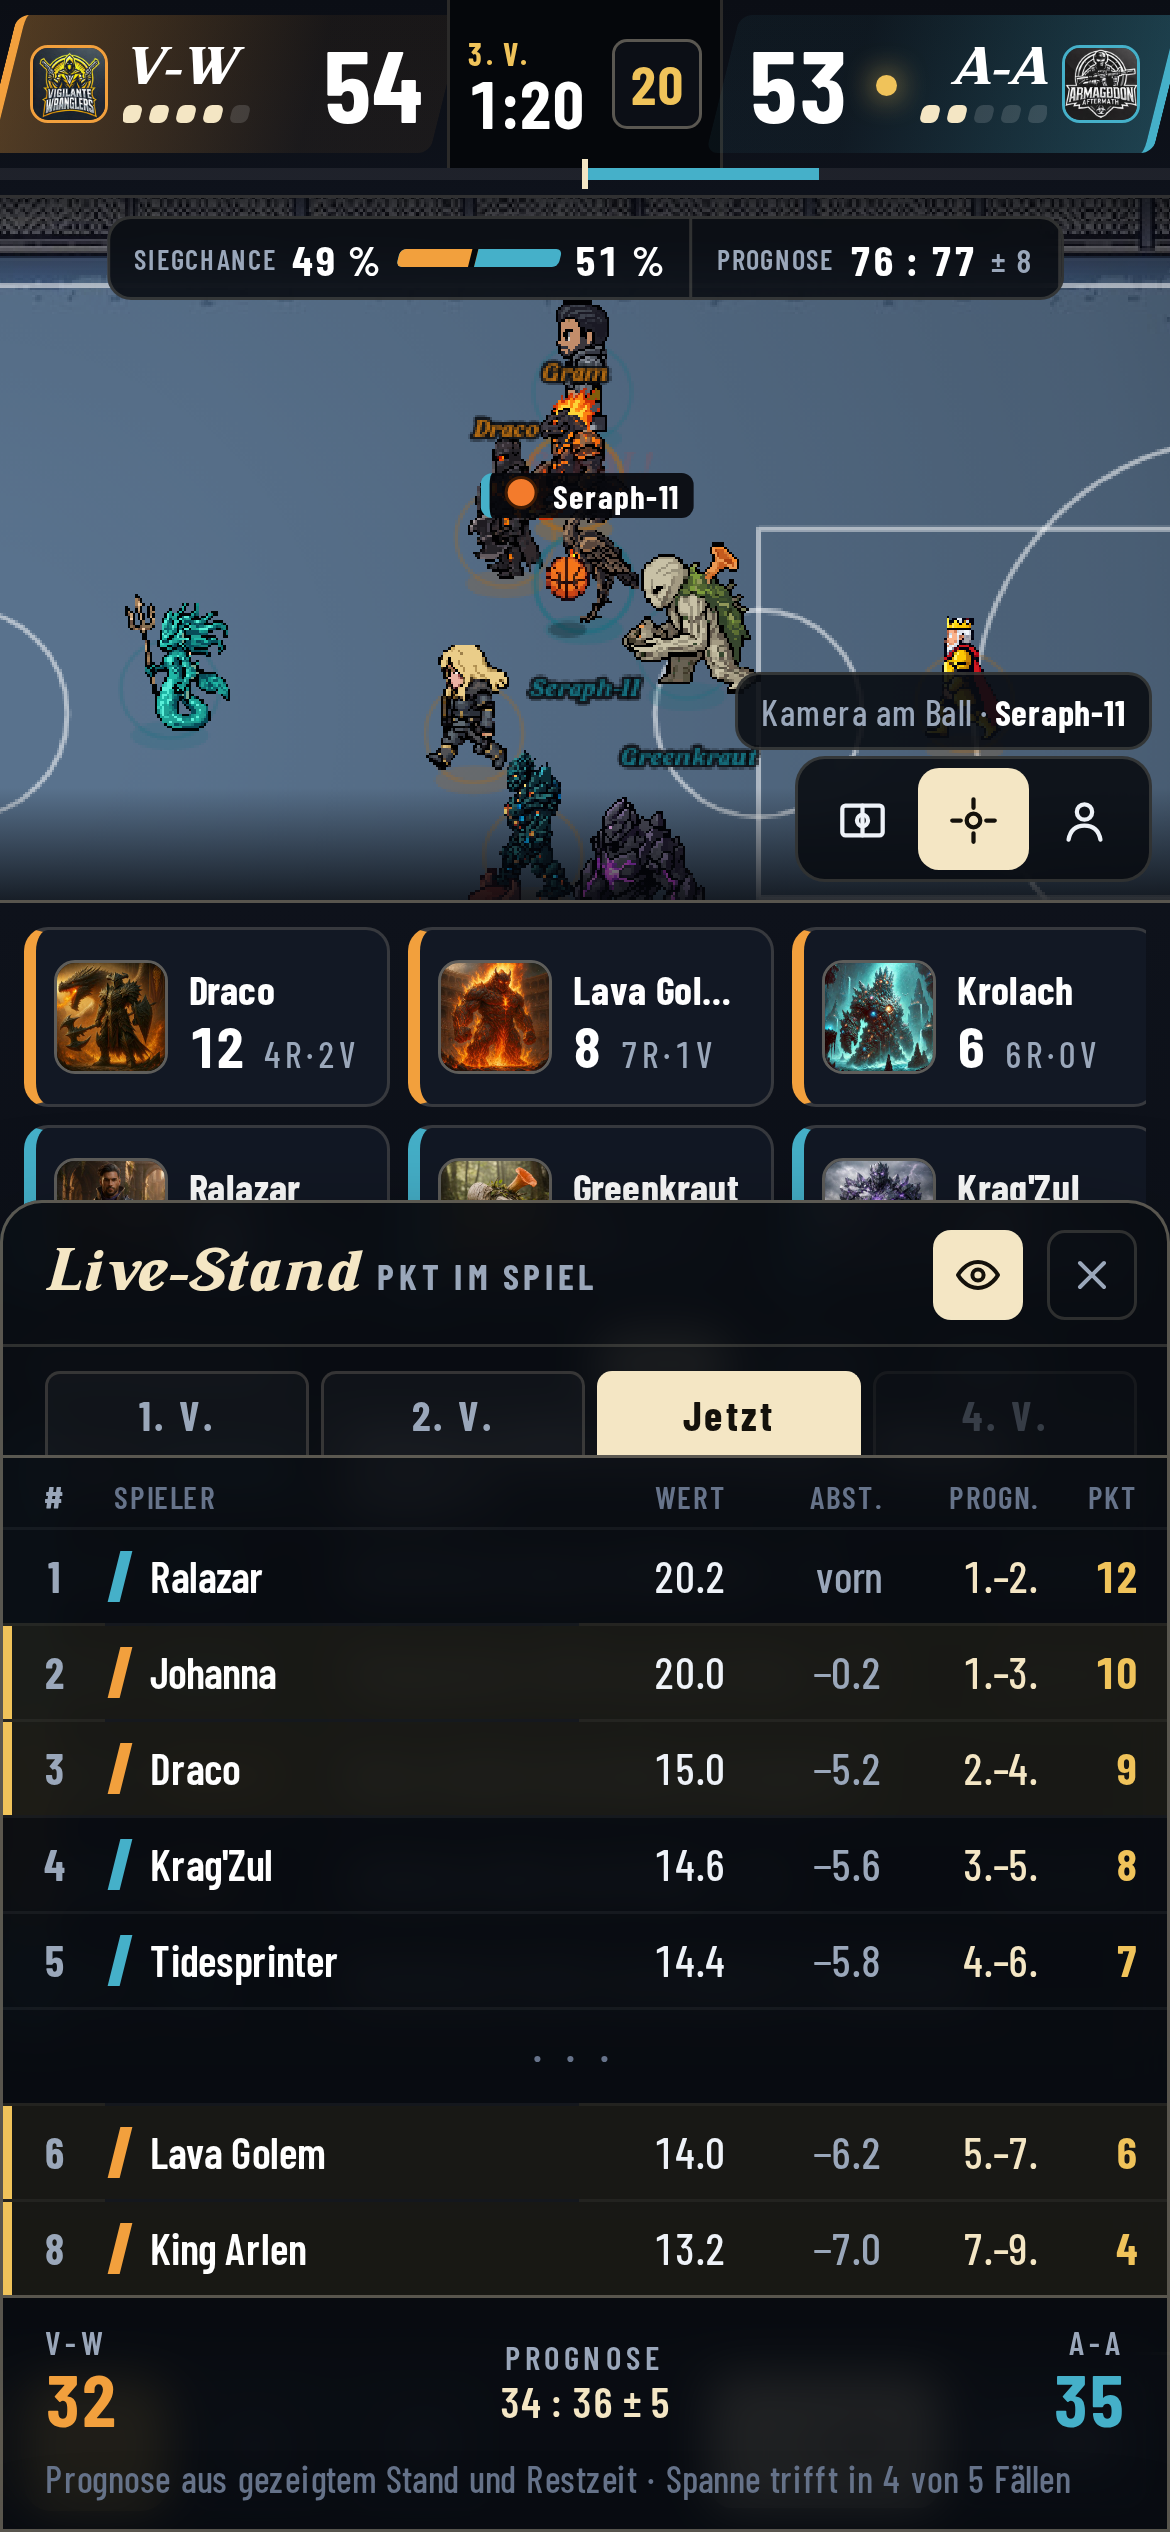 VIGILANTE WRANGLERS
V-W
54
3. V.
1:20
20
53
A-A
ARMAGEDDON AFTERMATH
SIEGCHANCE 49 % 51 % PROGNOSE 76 : 77 ± 8
Gram
Draco
Seraph-11
Seraph-11
Greenkraut
Kamera am Ball · Seraph-11
Draco
12 4R·2V
Lava Gol...
8 7R·1V
Krolach
6 6R·0V
Ralazar
Greenkraut
Krag'Zul
Live-Stand PKT IM SPIEL
1. V. 2. V. Jetzt 4. V.
# SPIELER WERT ABST. PROGN. PKT
1 Ralazar 20.2 vorn 1.–2. 12
2 Johanna 20.0 –0.2 1.–3. 10
3 Draco 15.0 –5.2 2.–4. 9
4 Krag'Zul 14.6 –5.6 3.–5. 8
5 Tidesprinter 14.4 –5.8 4.–6. 7
· · ·
6 Lava Golem 14.0 –6.2 5.–7. 6
8 King Arlen 13.2 –7.0 7.–9. 4
V-W PROGNOSE A-A
32 34 : 36 ± 5 35
Prognose aus gezeigtem Stand und Restzeit · Spanne trifft in 4 von 5 Fällen